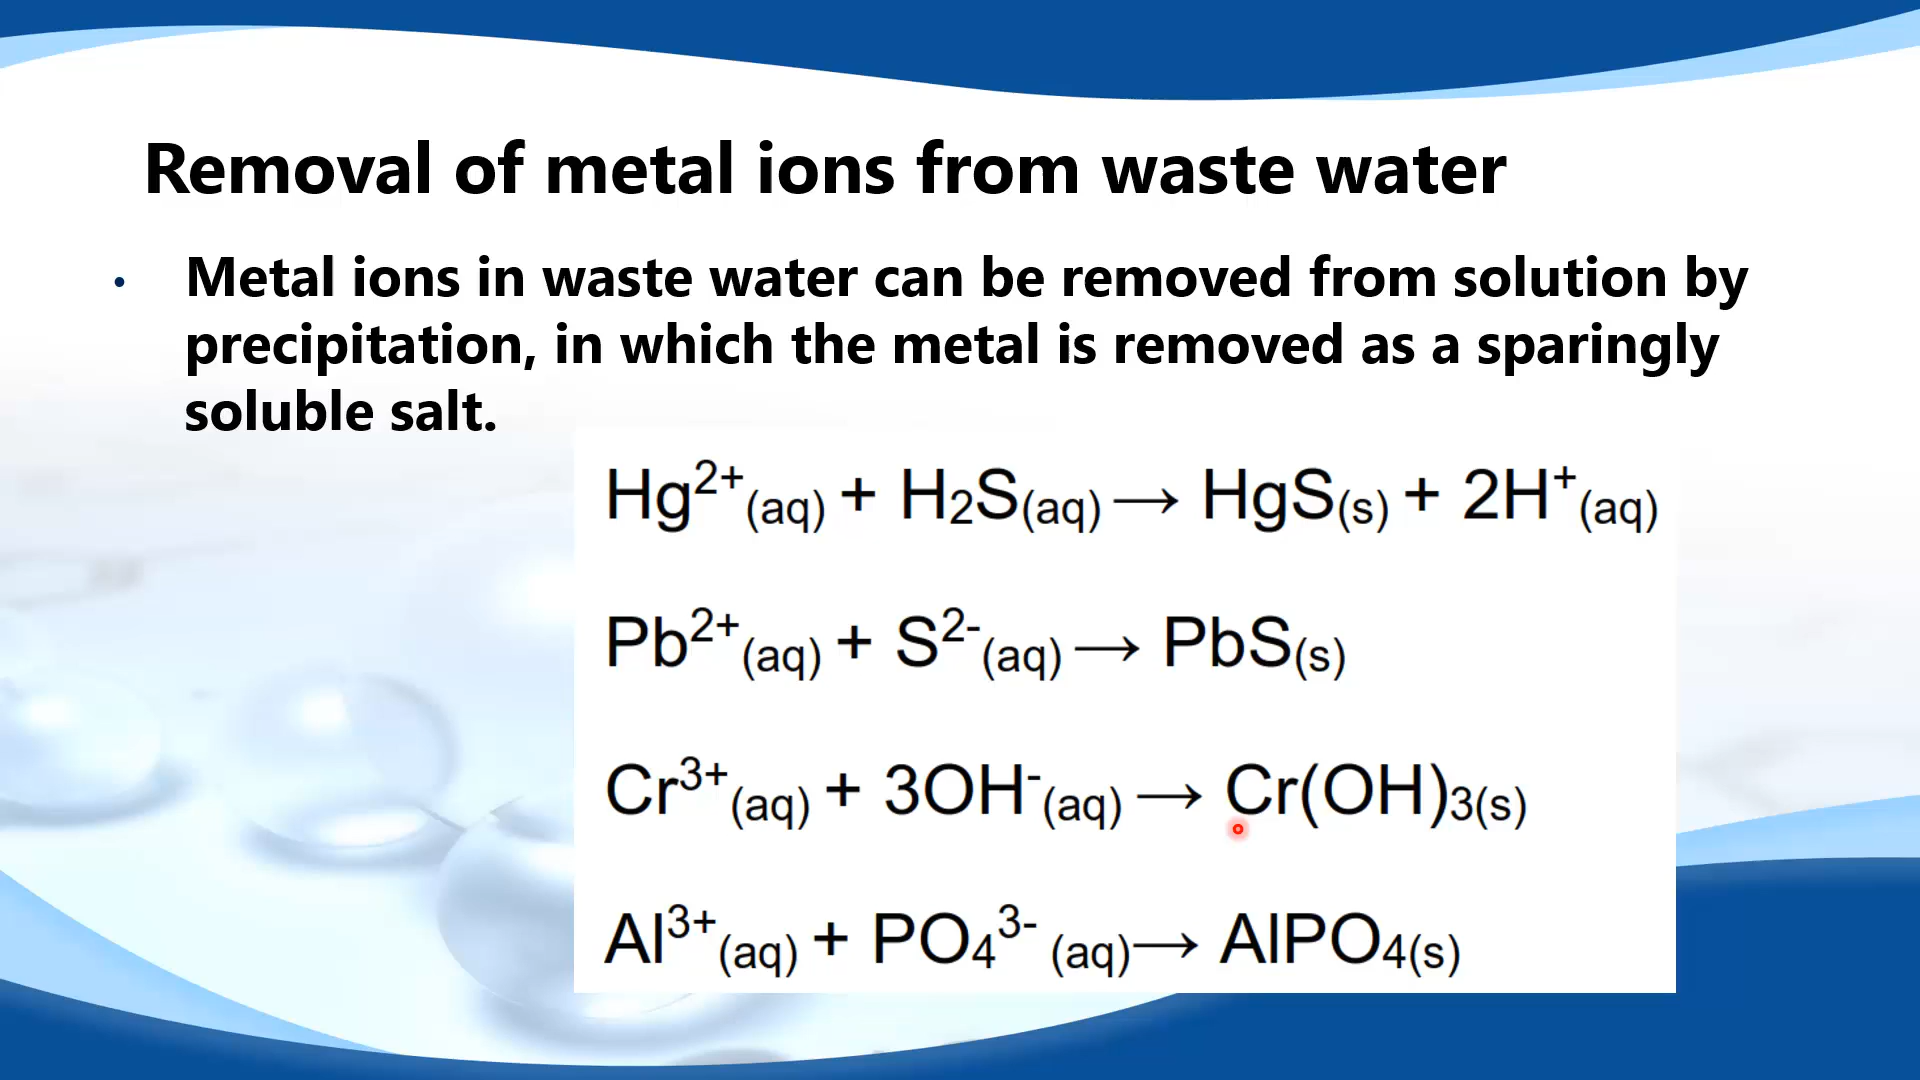 Removal of metal ions from waste water
• Metal ions in waste water can be removed from solution by
precipitation, in which the metal is removed as a sparingly
soluble salt.
Hg²⁺(aq) + H₂S(aq) → HgS(s) + 2H⁺(aq)
Pb²⁺(aq) + S²⁻(aq) → PbS(s)
Cr³⁺(aq) + 3OH⁻(aq) → Cr(OH)₃(s)
Al³⁺(aq) + PO₄³⁻ (aq) → AlPO₄(s)